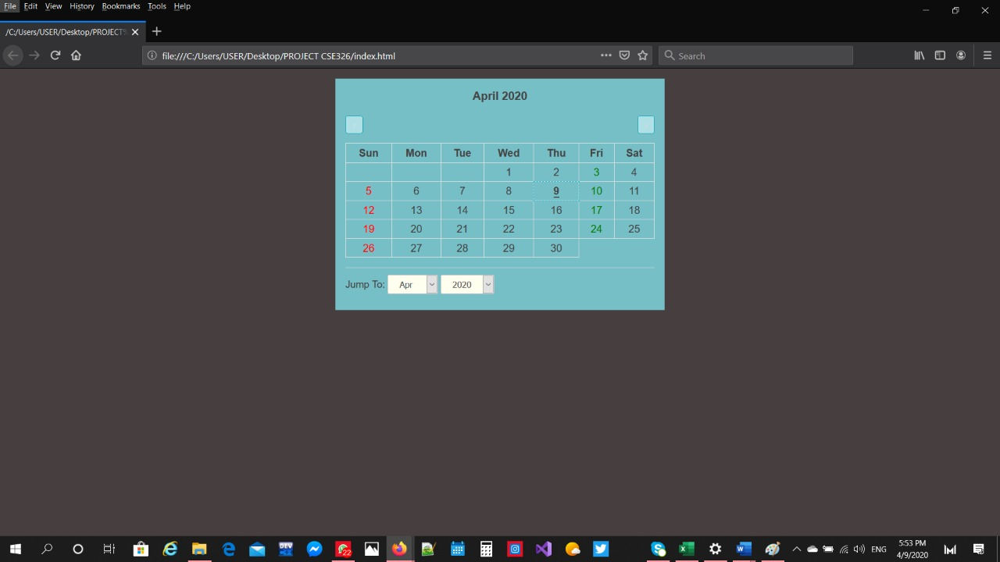 File Edit View History Bookmarks Tools Help
/C:/Users/USER/Desktop/PROJECT%
file:///C:/Users/USER/Desktop/PROJECT CSE326/index.html
Search
April 2020
Sun Mon Tue Wed Thu Fri Sat
1 2 3 4
5 6 7 8 9 10 11
12 13 14 15 16 17 18
19 20 21 22 23 24 25
26 27 28 29 30
Jump To: Apr 2020
DEV
22
ENG
5:53 PM
4/9/2020